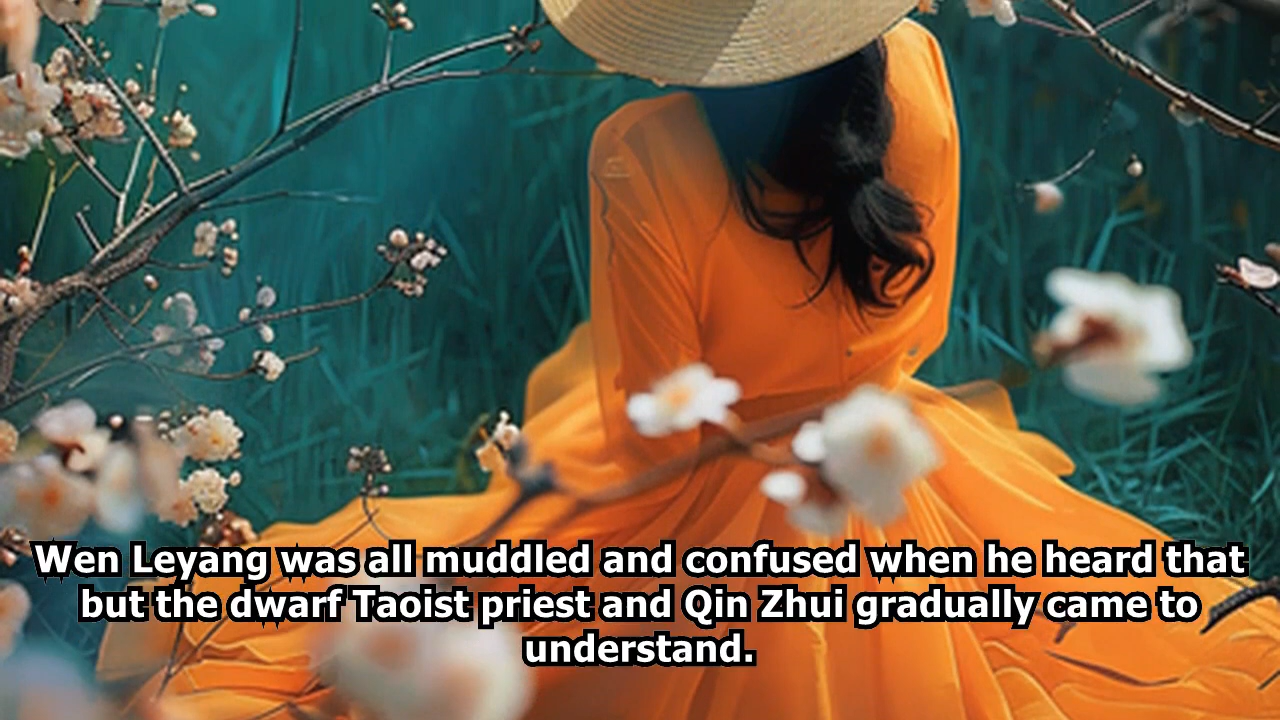 Wen Leyang was all muddled and confused when he heard that
but the dwarf Taoist priest and Qin Zhui gradually came to
understand.